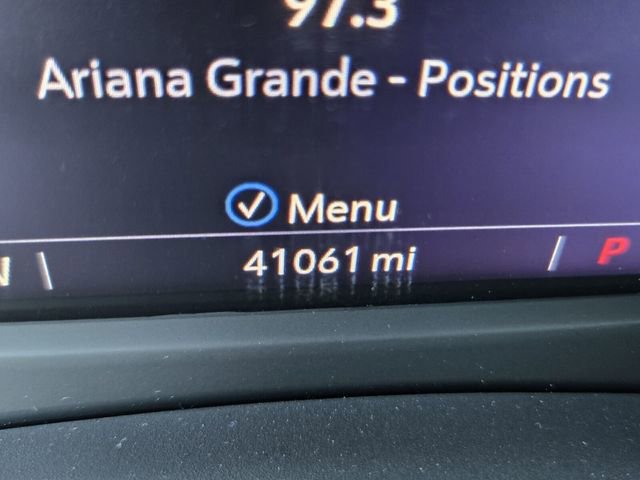 97.3
Ariana Grande - Positions
Menu
N
41061 mi
P